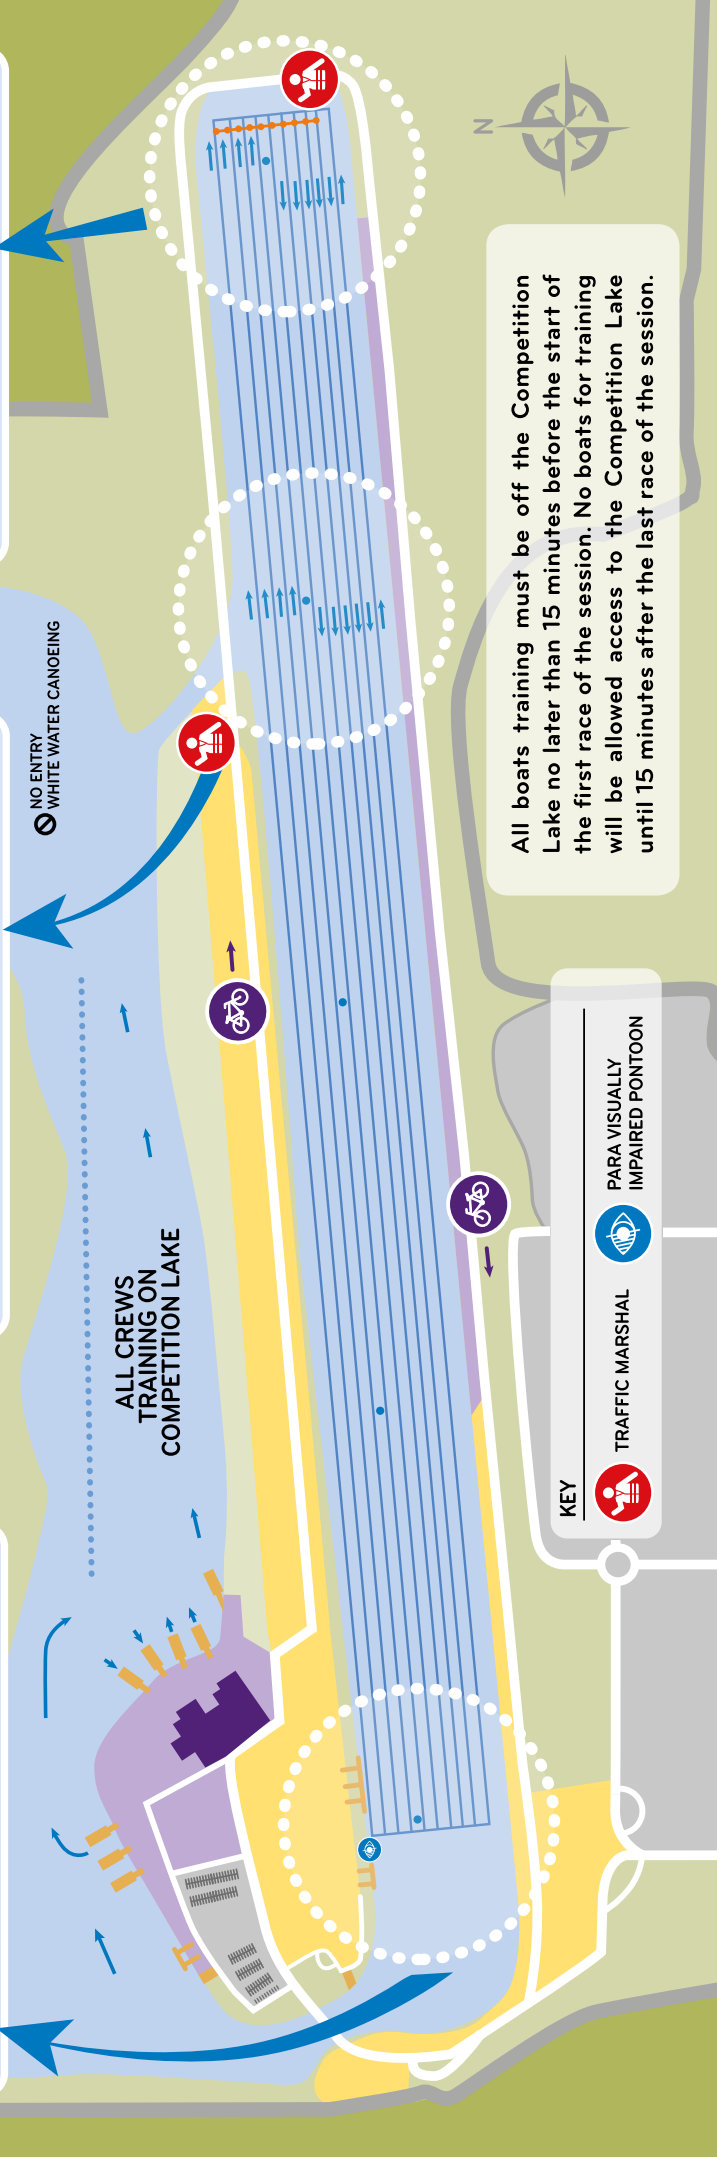 NO ENTRY
WHITE WATER CANOEING
ALL CREWS
TRAINING ON
COMPETITION LAKE
N
All boats training must be off the Competition
Lake no later than 15 minutes before the start of
the first race of the session. No boats for training
will be allowed access to the Competition Lake
until 15 minutes after the last race of the session.
KEY
TRAFFIC MARSHAL
PARA VISUALLY
IMPAIRED PONTOON